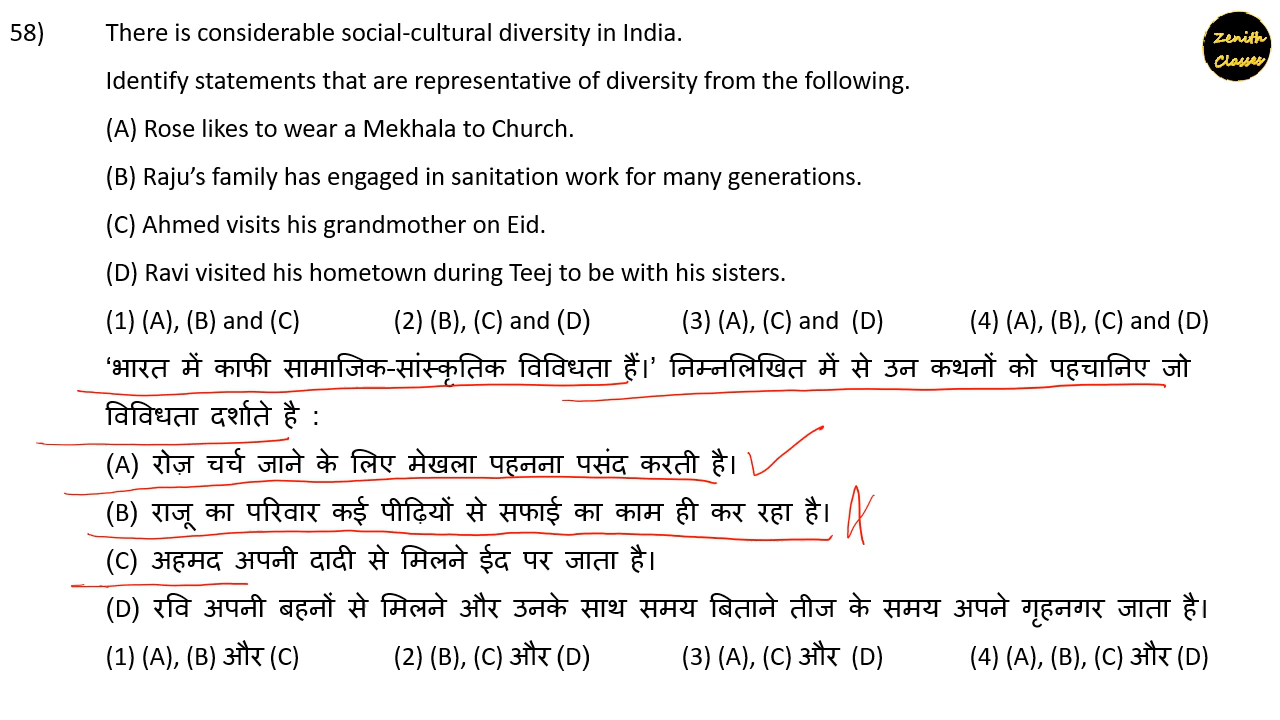 58) There is considerable social-cultural diversity in India.
Zenith
Classes
Identify statements that are representative of diversity from the following.
(A) Rose likes to wear a Mekhala to Church.
(B) Raju’s family has engaged in sanitation work for many generations.
(C) Ahmed visits his grandmother on Eid.
(D) Ravi visited his hometown during Teej to be with his sisters.
(1) (A), (B) and (C) (2) (B), (C) and (D) (3) (A), (C) and (D) (4) (A), (B), (C) and (D)
‘भारत में काफी सामाजिक-सांस्कृतिक विविधता हैं।’ निम्नलिखित में से उन कथनों को पहचानिए जो
विविधता दर्शाते है :
(A) रोज़ चर्च जाने के लिए मेखला पहनना पसंद करती है।
(B) राजू का परिवार कई पीढ़ियों से सफाई का काम ही कर रहा है।
(C) अहमद अपनी दादी से मिलने ईद पर जाता है।
(D) रवि अपनी बहनों से मिलने और उनके साथ समय बिताने तीज के समय अपने गृहनगर जाता है।
(1) (A), (B) और (C) (2) (B), (C) और (D) (3) (A), (C) और (D) (4) (A), (B), (C) और (D)